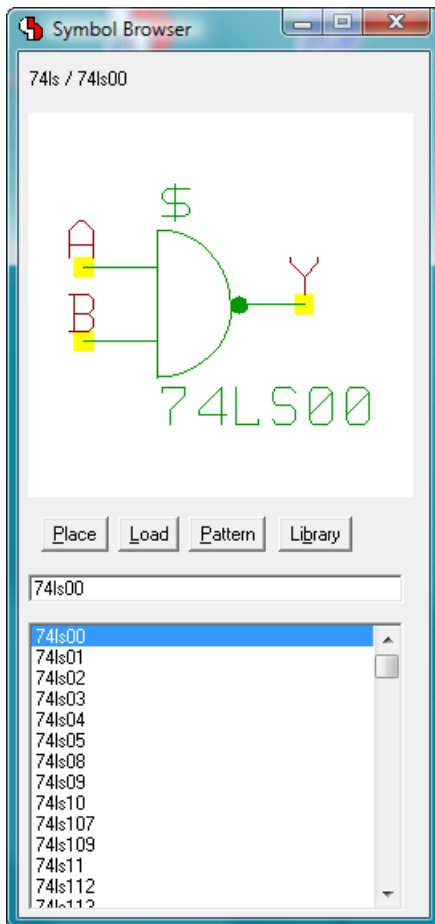 Symbol Browser
74ls / 74ls00
$
A
Y
B
74LS00
Place Load Pattern Library
74ls00
74ls00
74ls01
74ls02
74ls03
74ls04
74ls05
74ls08
74ls09
74ls10
74ls107
74ls109
74ls11
74ls112
74ls113